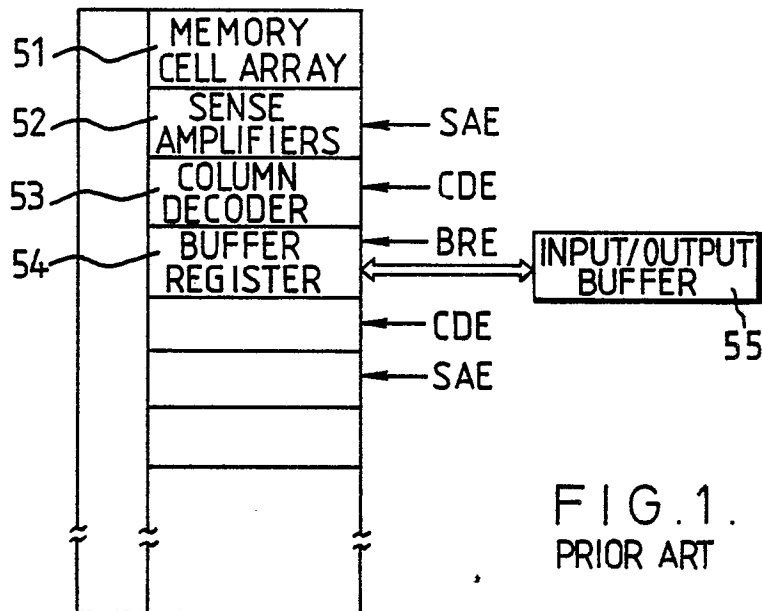 51
MEMORY
CELL ARRAY
52
SENSE
AMPLIFIERS
SAE
53
COLUMN
DECODER
CDE
54
BUFFER
REGISTER
BRE
INPUT/OUTPUT
BUFFER
55
CDE
SAE
FIG.1.
PRIOR ART